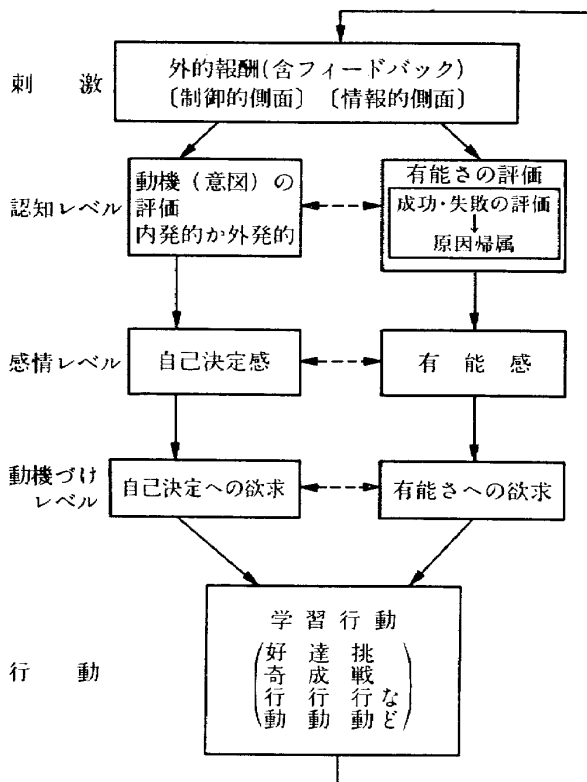 刺激
外的報酬(含フィードバック)
〔制御的側面〕〔情報的側面〕
認知レベル
動機(意図)の
評価
内発的か外発的
有能さの評価
成功・失敗の評価
原因帰属
感情レベル
自己決定感
有能感
動機づけ
レベル
自己決定への欲求
有能さへの欲求
行動
学習行動
好奇行動
達成行動
挑戦行動
など